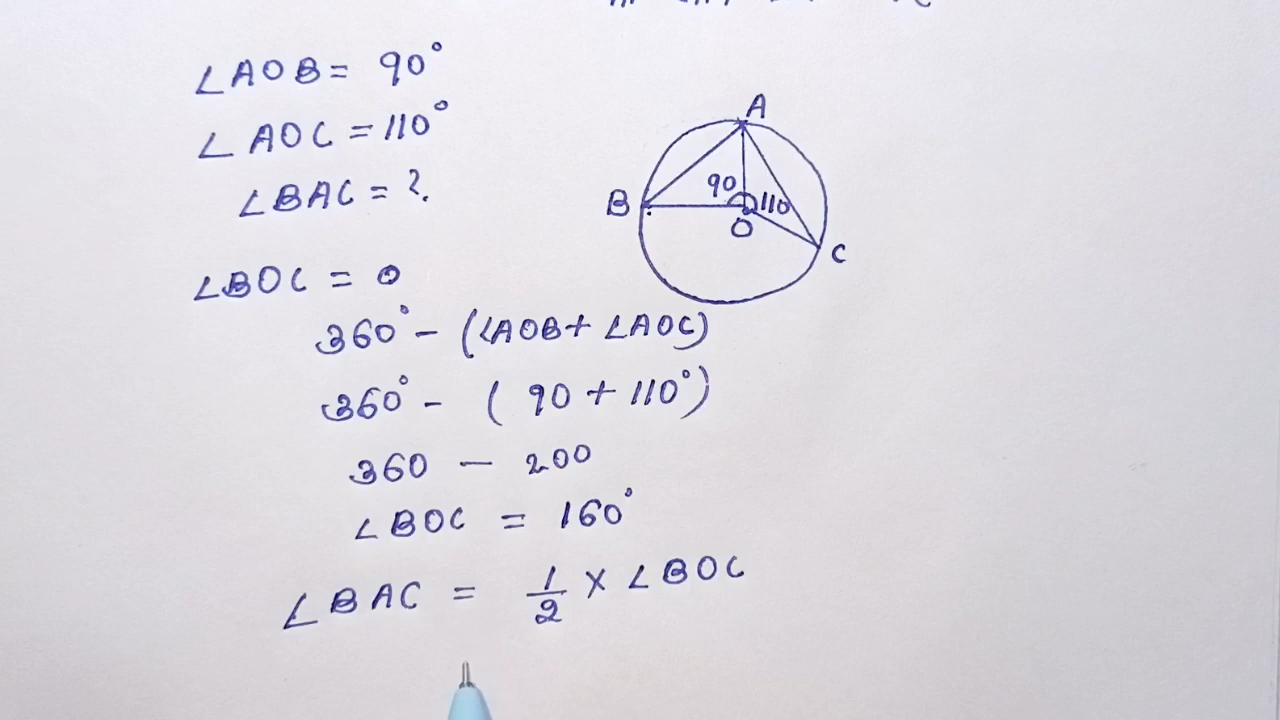 ∠AOB = 90°
∠AOC = 110°
∠BAC = ?.
A
B
90
110
O
C
∠BOC = 0
360° - (∠AOB + ∠AOC)
360° - ( 90 + 110°)
360 - 200
∠BOC = 160°
∠BAC = 1/2 × ∠BOC